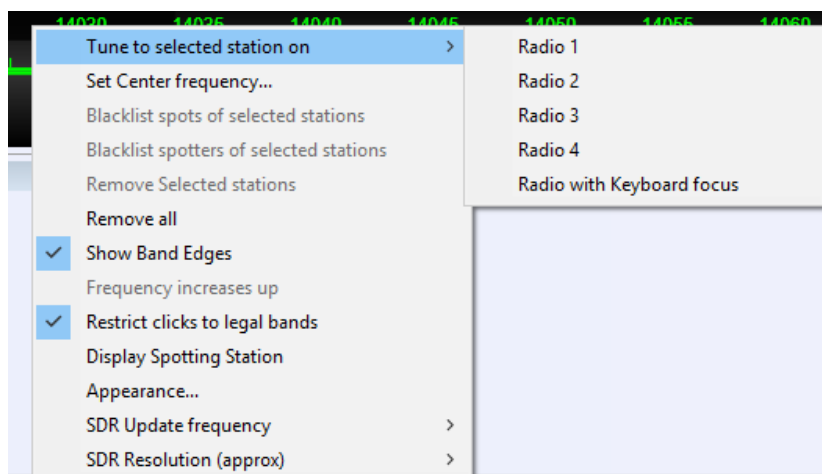 14030 14035 14040 14045 14050 14055 14060
Tune to selected station on
Radio 1
Set Center frequency...
Radio 2
Blacklist spots of selected stations
Radio 3
Blacklist spotters of selected stations
Radio 4
Remove Selected stations
Radio with Keyboard focus
Remove all
Show Band Edges
Frequency increases up
Restrict clicks to legal bands
Display Spotting Station
Appearance...
SDR Update frequency
SDR Resolution (approx)